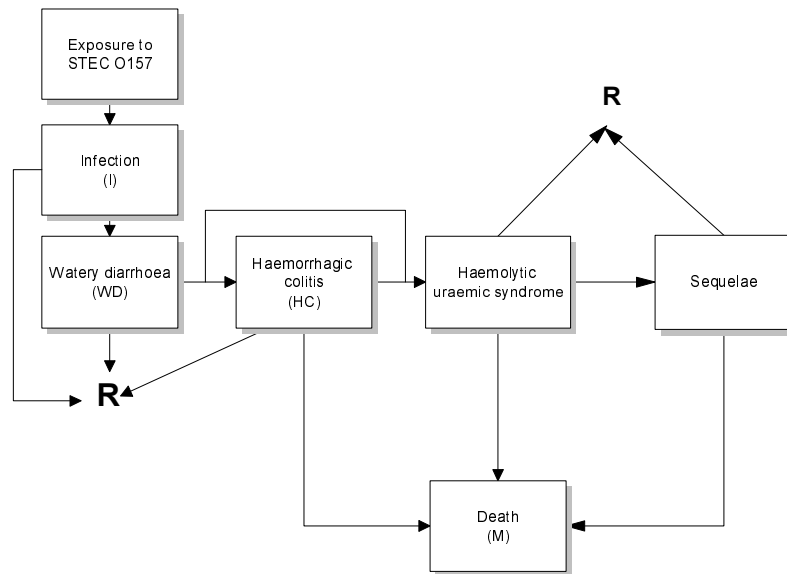 Exposure to
STEC O157
R
Infection
(I)
Watery diarrhoea
(WD)
Haemorrhagic
colitis
(HC)
Haemolytic
uraemic syndrome
Sequelae
R
Death
(M)